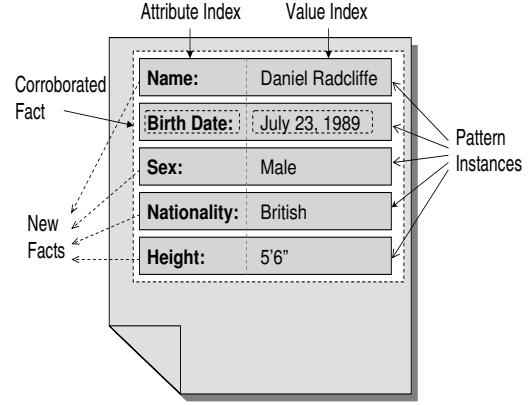 Attribute Index
Value Index
Corroborated
Fact
Name: Daniel Radcliffe
Birth Date: July 23, 1989
Sex: Male
Nationality: British
Height: 5'6"
Pattern
Instances
New
Facts